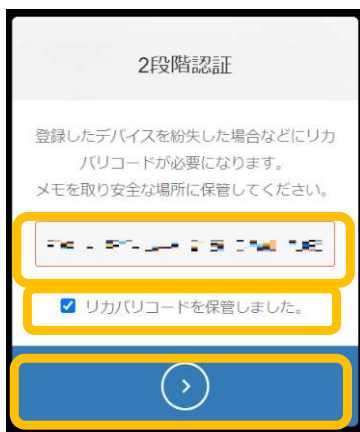 2段階認証
登録したデバイスを紛失した場合などにリカ
バリコードが必要になります。
メモを取り安全な場所に保管してください。
リカバリコードを保管しました。